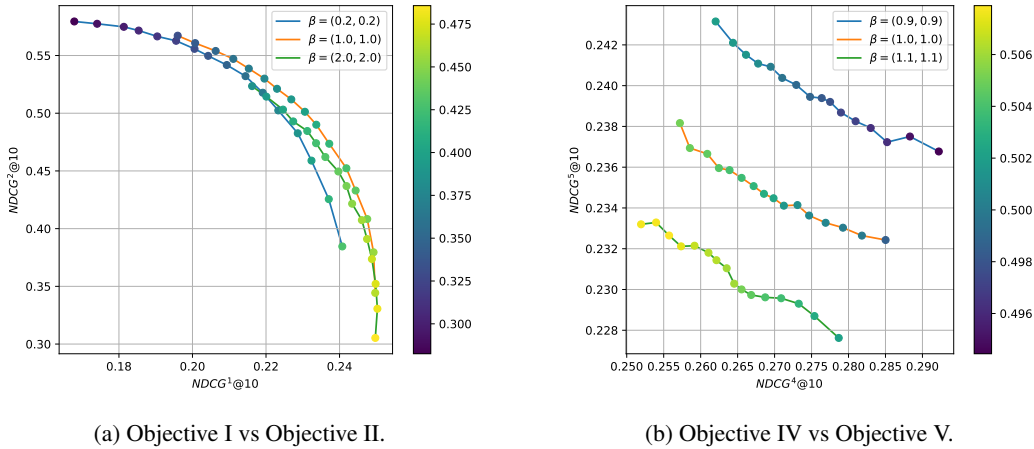 0.55
0.50
0.45
0.40
0.35
0.30
NDCG²@10
0.18 0.20 0.22 0.24
NDCG¹@10
β = (0.2, 0.2)
β = (1.0, 1.0)
β = (2.0, 2.0)
0.475
0.450
0.425
0.400
0.375
0.350
0.325
0.300
(a) Objective I vs Objective II.
0.242
0.240
0.238
0.236
0.234
0.232
0.230
0.228
NDCG⁵@10
0.250 0.255 0.260 0.265 0.270 0.275 0.280 0.285 0.290
NDCG⁴@10
β = (0.9, 0.9)
β = (1.0, 1.0)
β = (1.1, 1.1)
0.506
0.504
0.502
0.500
0.498
0.496
(b) Objective IV vs Objective V.